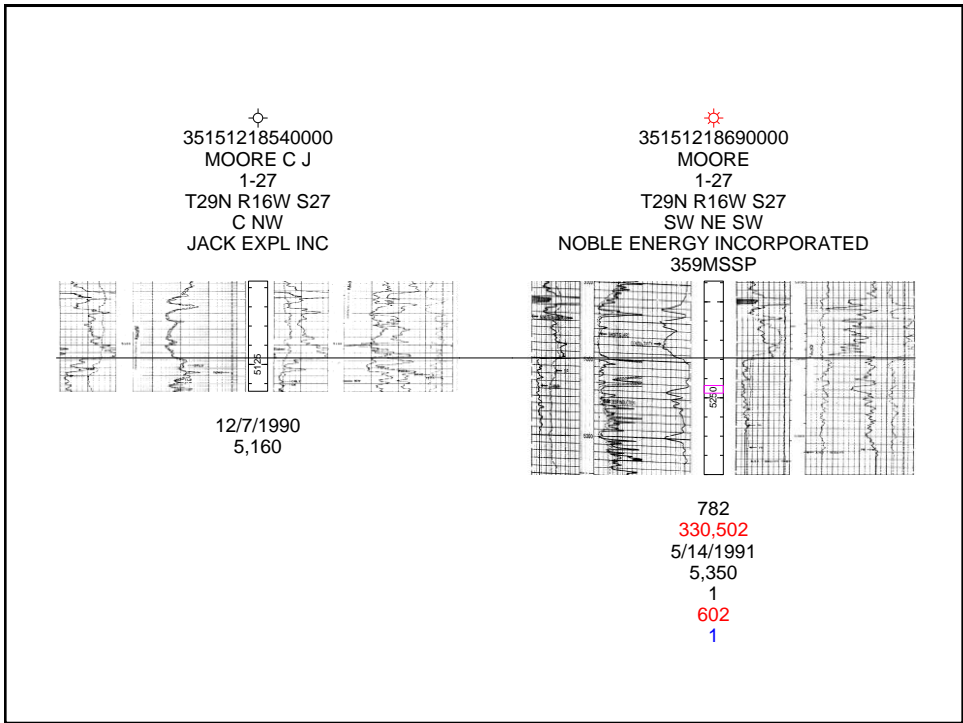 35151218540000
MOORE C J
1-27
T29N R16W S27
C NW
JACK EXPL INC
5125
12/7/1990
5,160
35151218690000
MOORE
1-27
T29N R16W S27
SW NE SW
NOBLE ENERGY INCORPORATED
359MSSP
5250
782
330,502
5/14/1991
5,350
1
602
1